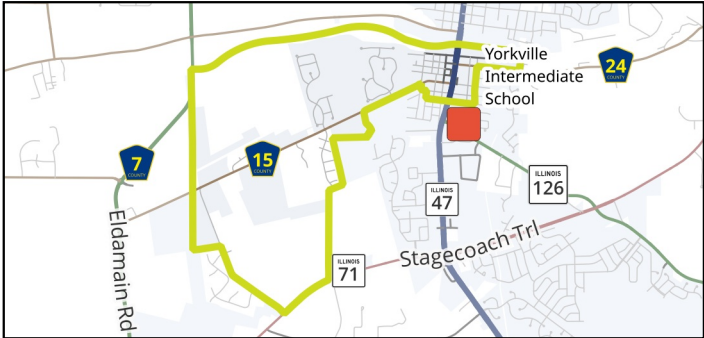 Yorkville
Intermediate
School
24
COUNTY
7
COUNTY
15
COUNTY
ILLINOIS
126
ILLINOIS
47
Eldamain Rd
Stagecoach Trl
ILLINOIS
71